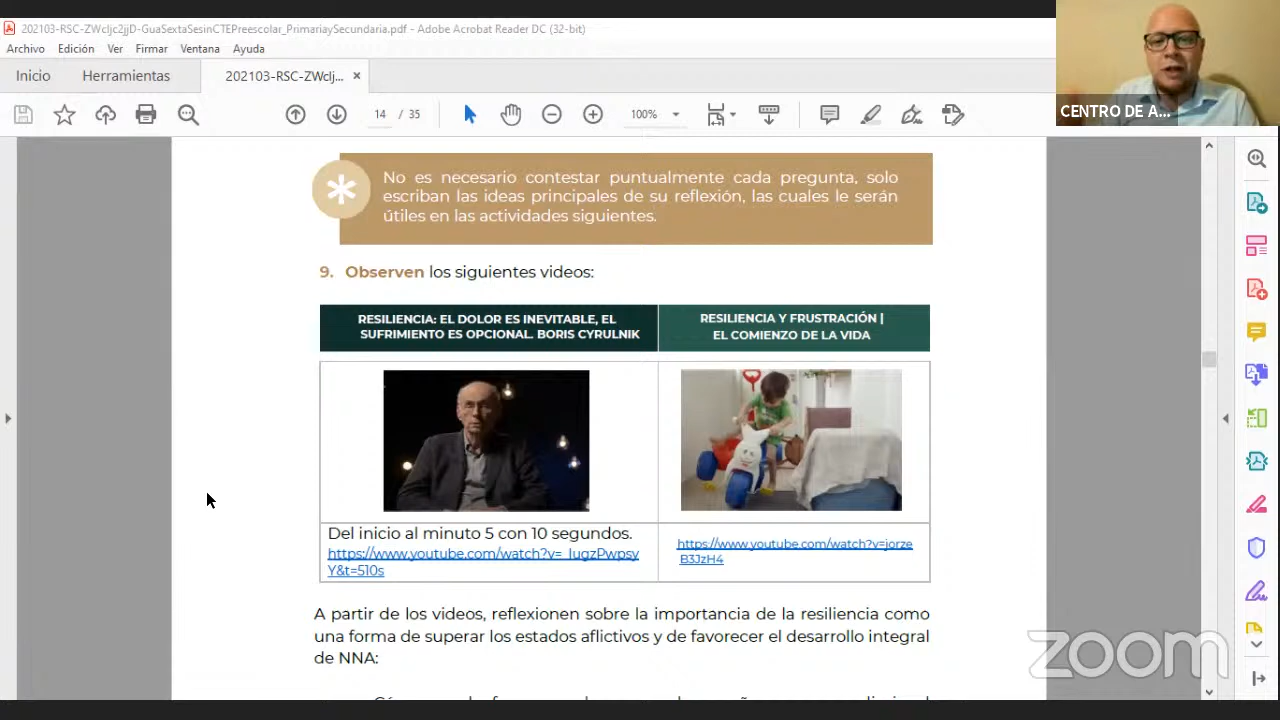 202103-RSC-ZWcljc2jjD-GuaSextaSesinCTEPreescolar_PrimariaySecundaria.pdf - Adobe Acrobat Reader DC (32-bit)
Archivo Edición Ver Firmar Ventana Ayuda
Inicio Herramientas 202103-RSC-ZWclj... ×
14 / 35 100%
CENTRO DE A...
No es necesario contestar puntualmente cada pregunta, solo
escriban las ideas principales de su reflexión, las cuales le serán
útiles en las actividades siguientes.
9. Observen los siguientes videos:
RESILIENCIA: EL DOLOR ES INEVITABLE, EL
SUFRIMIENTO ES OPCIONAL. BORIS CYRULNIK
RESILIENCIA Y FRUSTRACIÓN |
EL COMIENZO DE LA VIDA
Del inicio al minuto 5 con 10 segundos.
https://www.youtube.com/watch?v=_IugzPwpsy
Y&t=510s
https://www.youtube.com/watch?v=jorze
B3JzH4
A partir de los videos, reflexionen sobre la importancia de la resiliencia como
una forma de superar los estados aflictivos y de favorecer el desarrollo integral
de NNA:
zoom